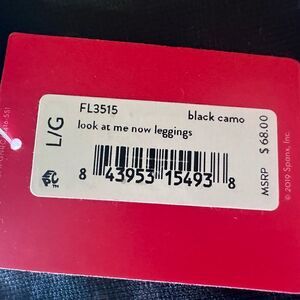 L/G
FL3515
black camo
look at me now leggings
8 43953 15493 8
MSRP $68.00
© 2019 Spanx, Inc.